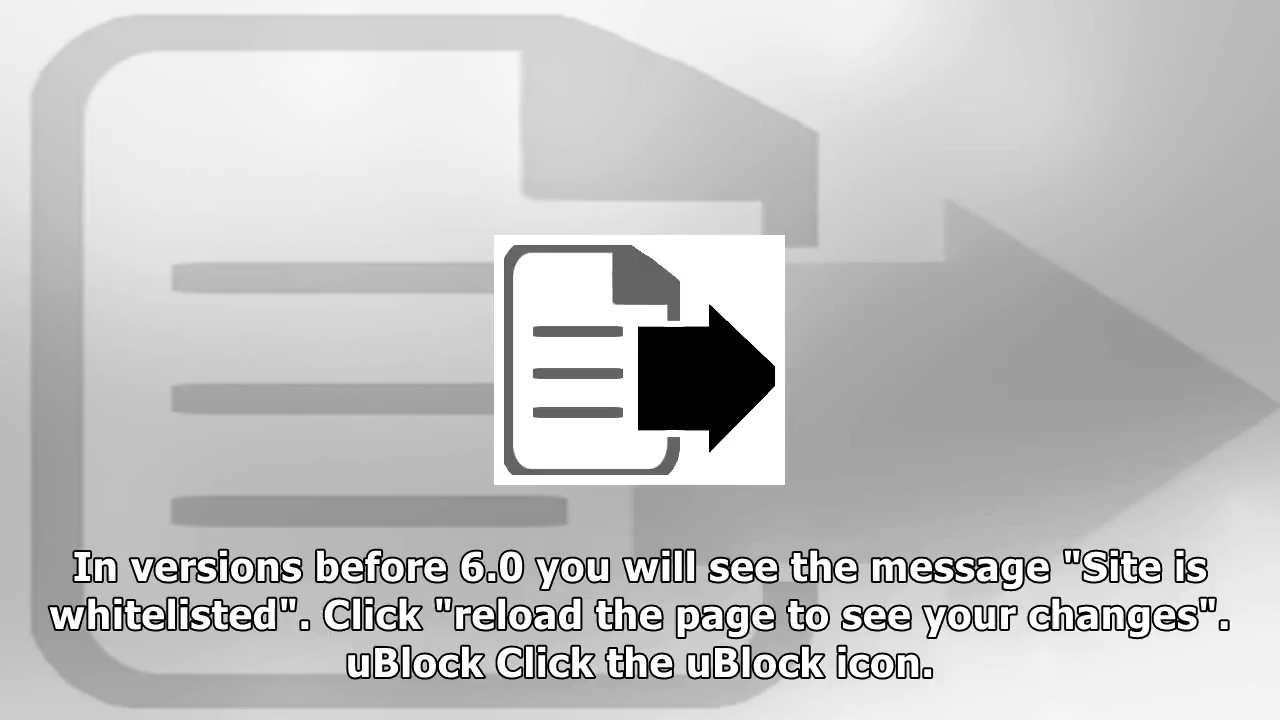 In versions before 6.0 you will see the message "Site is
whitelisted". Click "reload the page to see your changes".
uBlock Click the uBlock icon.